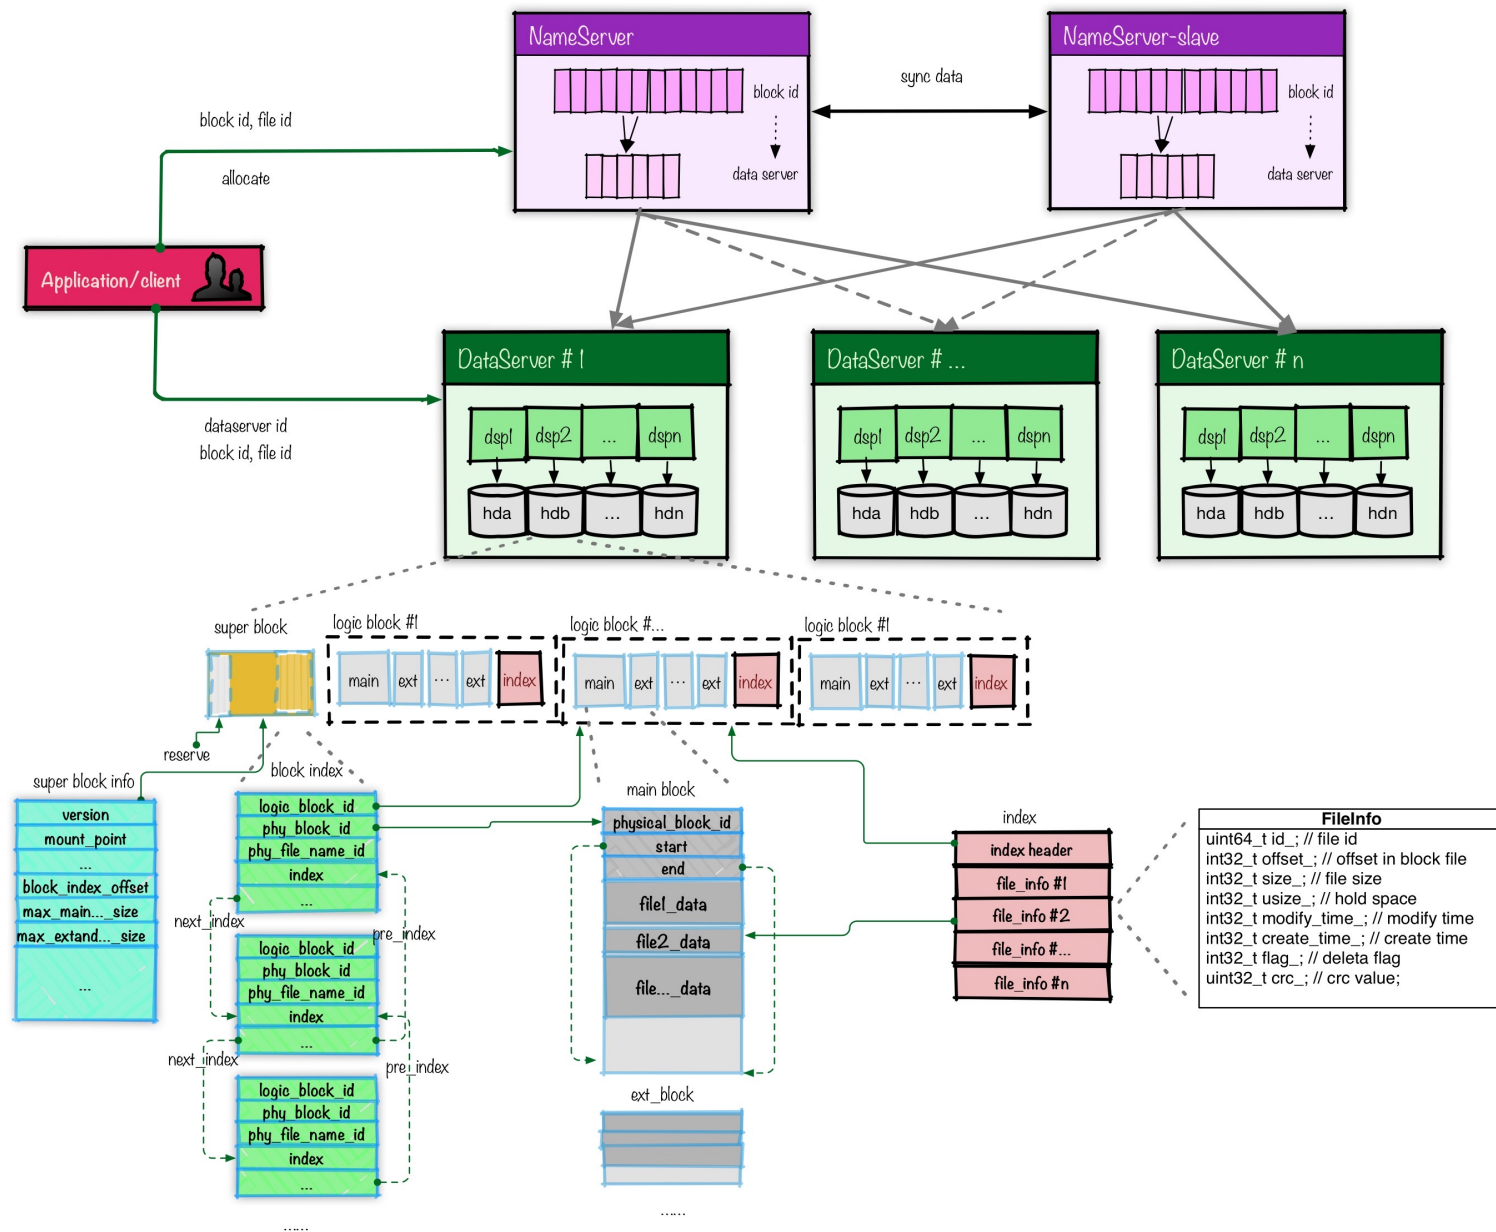 NameServer
NameServer-slave
block id
data server
sync data
block id
data server
block id, file id
allocate
Application/client
dataserver id
block id, file id
DataServer # 1
dsp1
dsp2
...
dspn
hda
hdb
...
hdn
DataServer # ...
dsp1
dsp2
...
dspn
hda
hdb
...
hdn
DataServer # n
dsp1
dsp2
...
dspn
hda
hdb
...
hdn
super block
logic block #1
main
ext
...
ext
index
logic block #...
main
ext
...
ext
index
logic block #1
main
ext
...
ext
index
reserve
super block info
version
mount_point
...
block_index_offset
max_main..._size
max_extand..._size
...
block index
logic_block_id
phy_block_id
phy_file_name_id
index
...
next_index
pre_index
logic_block_id
phy_block_id
phy_file_name_id
index
...
next_index
pre_index
logic_block_id
phy_block_id
phy_file_name_id
index
...
......
main block
physical_block_id
start
end
file1_data
file2_data
file..._data
ext_block
......
index
index header
file_info #1
file_info #2
file_info #...
file_info #n
FileInfo
uint64_t id_; // file id
int32_t offset_; // offset in block file
int32_t size_; // file size
int32_t usize_; // hold space
int32_t modify_time_; // modify time
int32_t create_time_; // create time
int32_t flag_; // deleta flag
uint32_t crc_; // crc value;